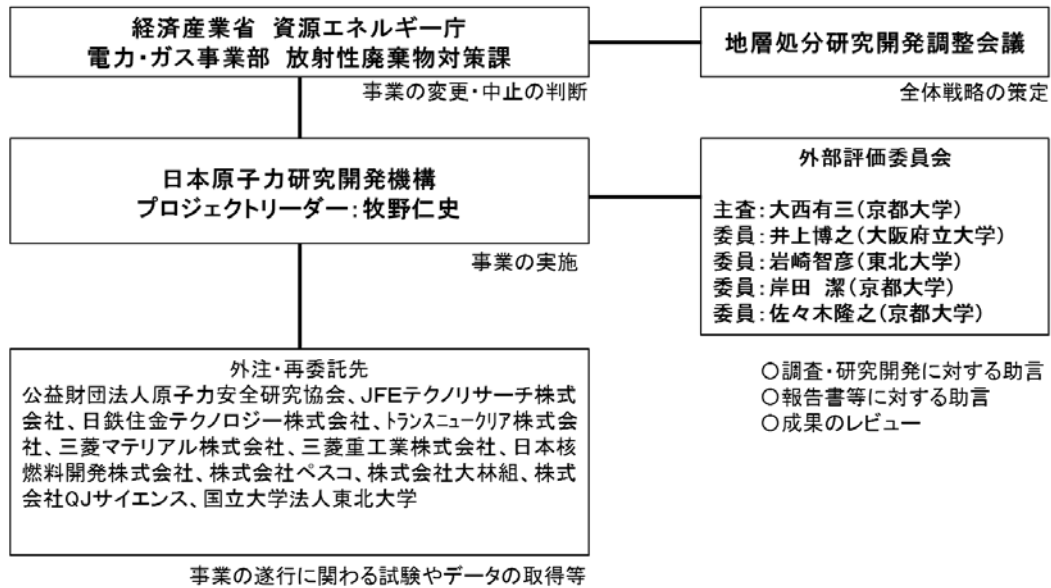 経済産業省 資源エネルギー庁
電力・ガス事業部 放射性廃棄物対策課
事業の変更・中止の判断
地層処分研究開発調整会議
全体戦略の策定
日本原子力研究開発機構
プロジェクトリーダー:牧野仁史
事業の実施
外部評価委員会
主査:大西有三(京都大学)
委員:井上博之(大阪府立大学)
委員:岩崎智彦(東北大学)
委員:岸田 潔(京都大学)
委員:佐々木隆之(京都大学)
○調査・研究開発に対する助言
○報告書等に対する助言
○成果のレビュー
外注・再委託先
公益財団法人原子力安全研究協会、JFEテクノリサーチ株式
会社、日鉄住金テクノロジー株式会社、トランスニュークリア株式会
社、三菱マテリアル株式会社、三菱重工業株式会社、日本核
燃料開発株式会社、株式会社ペスコ、株式会社大林組、株式
会社QJサイエンス、国立大学法人東北大学
事業の遂行に関わる試験やデータの取得等